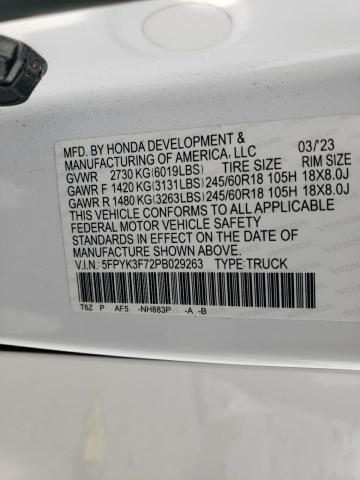 MFD. BY HONDA DEVELOPMENT & 03/'23
MANUFACTURING OF AMERICA, LLC
GVWR 2730 KG(6019LBS) TIRE SIZE RIM SIZE
GAWR F 1420 KG(3131LBS) 245/60R18 105H 18X8.0J
GAWR R 1480 KG(3263LBS) 245/60R18 105H 18X8.0J
THIS VEHICLE CONFORMS TO ALL APPLICABLE
FEDERAL MOTOR VEHICLE SAFETY
STANDARDS IN EFFECT ON THE DATE OF
MANUFACTURE SHOWN ABOVE.
V.I.N.: 5FPYK3F72PB029263 TYPE:TRUCK
T6Z P AF5 -NH883P -A -B